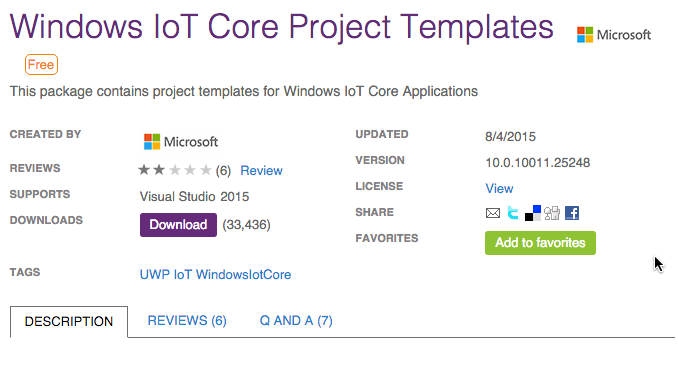 Windows IoT Core Project Templates
Microsoft
Free
This package contains project templates for Windows IoT Core Applications
CREATED BY
Microsoft
REVIEWS
(6) Review
SUPPORTS
Visual Studio 2015
DOWNLOADS
Download (33,436)
TAGS
UWP IoT WindowsIotCore
UPDATED
8/4/2015
VERSION
10.0.10011.25248
LICENSE
View
SHARE
FAVORITES
Add to favorites
DESCRIPTION
REVIEWS (6)
Q AND A (7)